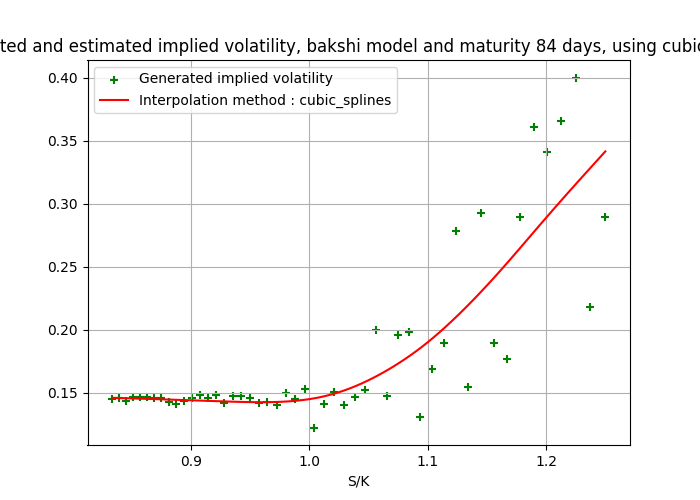 ted and estimated implied volatility, bakshi model and maturity 84 days, using cubic
Generated implied volatility
Interpolation method : cubic_splines
0.40
0.35
0.30
0.25
0.20
0.15
0.9 1.0 1.1 1.2
S/K